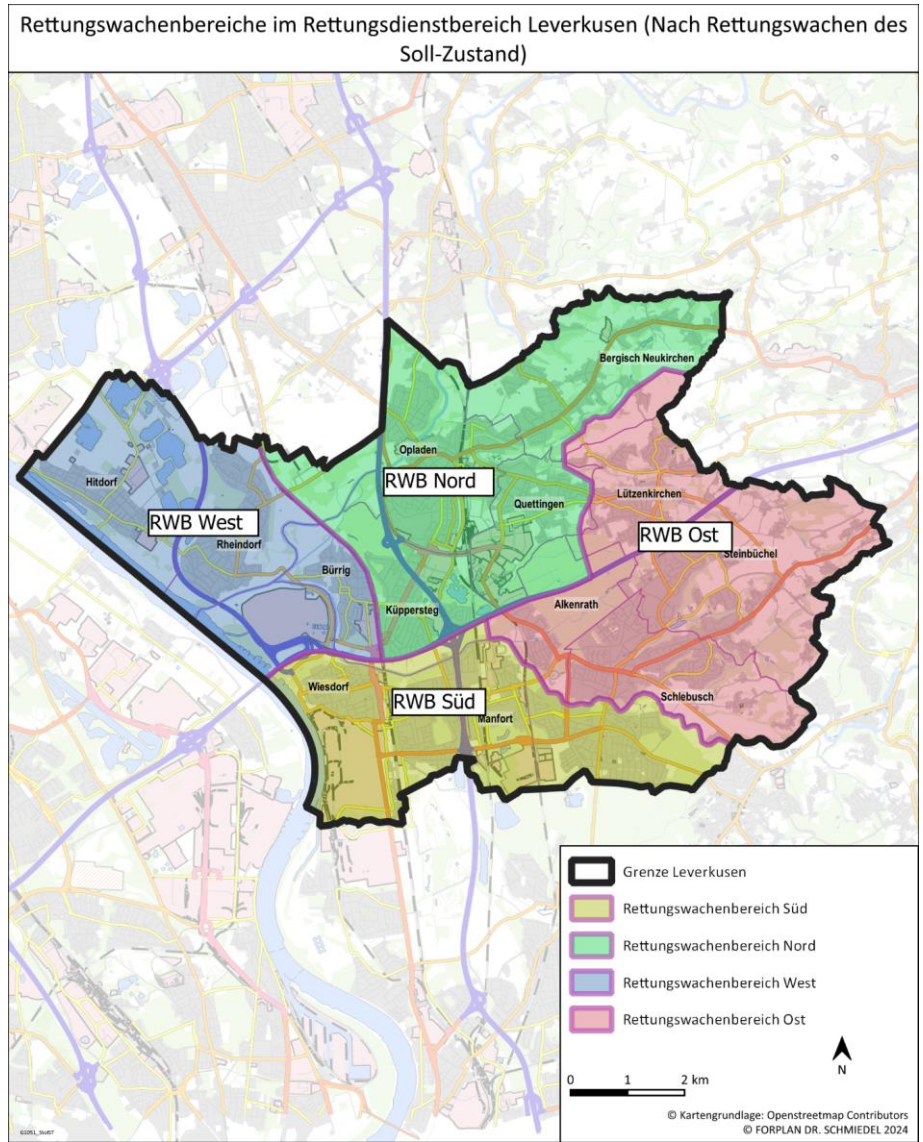 Rettungswachenbereiche im Rettungsdienstbereich Leverkusen (Nach Rettungswachen des
Soll-Zustand)
Bergisch Neukirchen
Opladen
RWB Nord
Hitdorf
Quettingen
Lützenkirchen
RWB West
RWB Ost
Rheindorf
Steinbüchel
Bürrig
Alkenrath
Küppersteg
Wiesdorf
RWB Süd
Schlebusch
Manfort
Grenze Leverkusen
Rettungswachenbereich Süd
Rettungswachenbereich Nord
Rettungswachenbereich West
Rettungswachenbereich Ost
N
0 1 2 km
© Kartengrundlage: Openstreetmap Contributors
© FORPLAN DR. SCHMIEDEL 2024